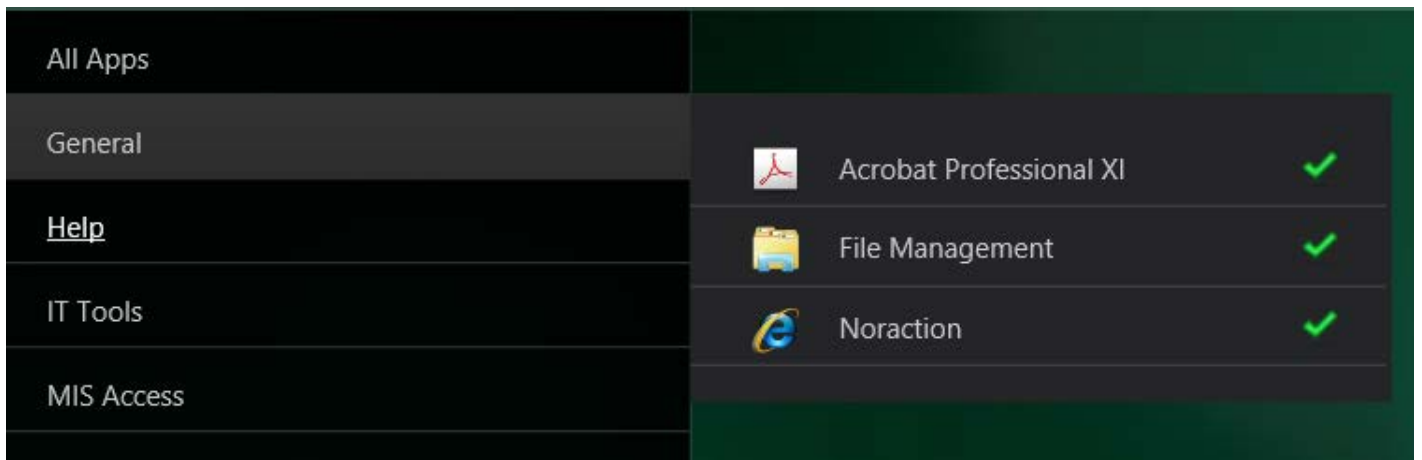 All Apps
General
Help
IT Tools
MIS Access
Acrobat Professional XI
File Management
Noraction